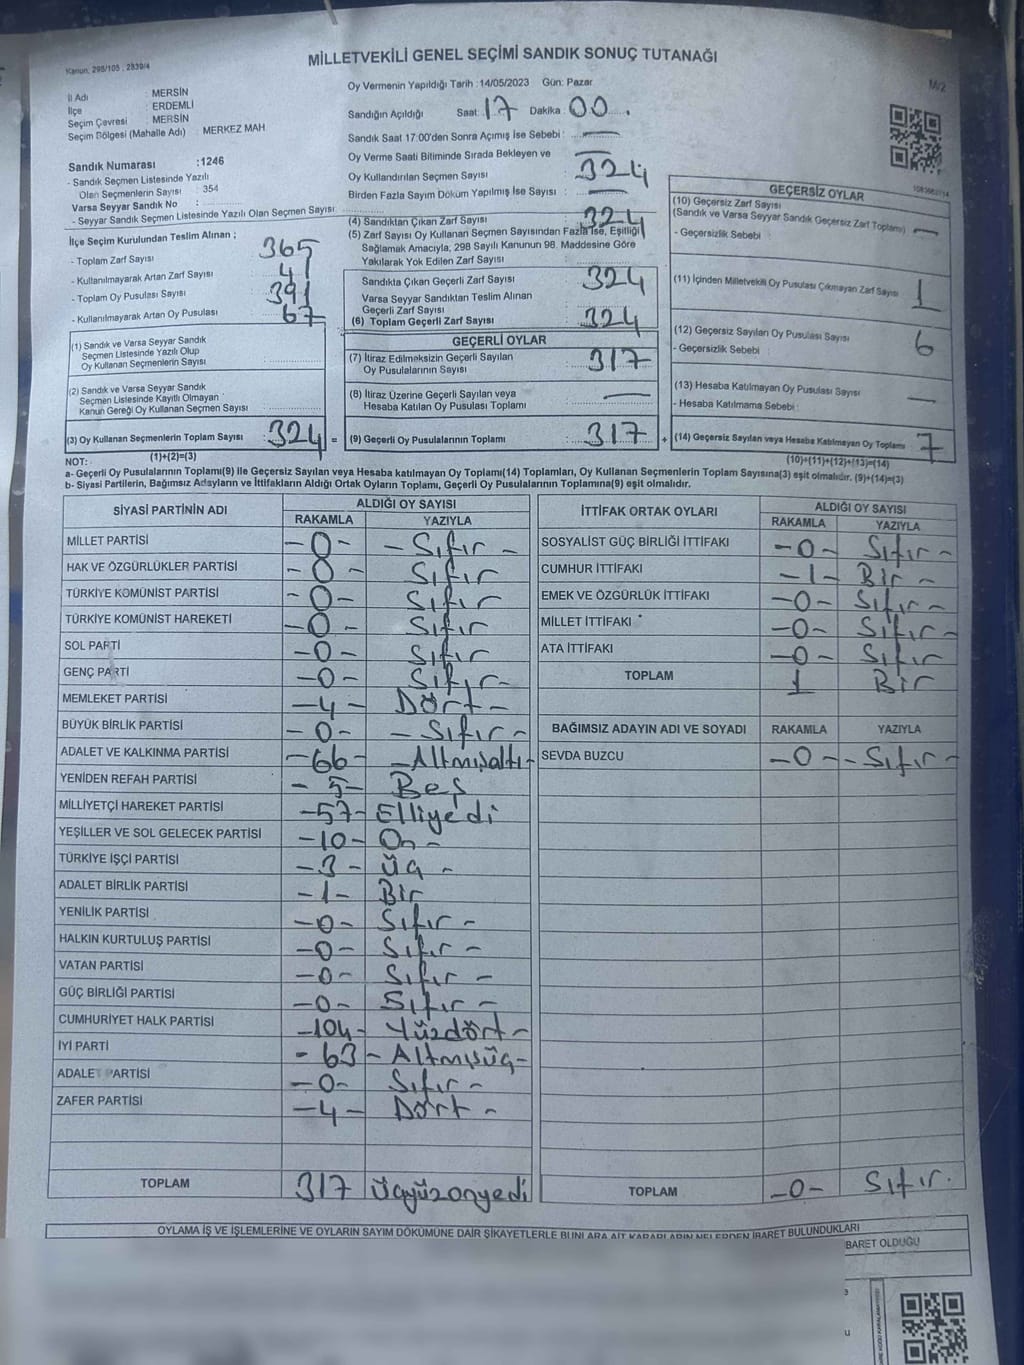 Kanun: 298/105 , 2839/4
MİLLETVEKİLİ GENEL SEÇİMİ SANDIK SONUÇ TUTANAĞI
M/2
İl Adı : MERSİN
İlçe : ERDEMLİ
Seçim Çevresi : MERSİN
Seçim Bölgesi (Mahalle Adı) : MERKEZ MAH
Sandık Numarası :1246
- Sandık Seçmen Listesinde Yazılı
Olan Seçmenlerin Sayısı : 354
Varsa Seyyar Sandık No :
- Seyyar Sandık Seçmen Listesinde Yazılı Olan Seçmen Sayısı:
İlçe Seçim Kurulundan Teslim Alınan ;
- Toplam Zarf Sayısı : 365
- Kullanılmayarak Artan Zarf Sayısı : 41
- Toplam Oy Pusulası Sayısı : 391
- Kullanılmayarak Artan Oy Pusulası : 67
(1) Sandık ve Varsa Seyyar Sandık
Seçmen Listesinde Yazılı Olup
Oy Kullanan Seçmenlerin Sayısı :
(2) Sandık ve Varsa Seyyar Sandık
Seçmen Listesinde Kayıtlı Olmayan
Kanun Gereği Oy Kullanan Seçmen Sayısı :
(3) Oy Kullanan Seçmenlerin Toplam Sayısı : 324 =
(1)+(2)=(3)
Oy Vermenin Yapıldığı Tarih :14/05/2023 Gün: Pazar
Sandığın Açıldığı Saat: 17 Dakika : 00
Sandık Saat 17:00'den Sonra Açımış İse Sebebi : —
Oy Verme Saati Bitiminde Sırada Bekleyen ve
Oy Kullandırılan Seçmen Sayısı : 324
Birden Fazla Sayım Döküm Yapılmış İse Sayısı : —
(4) Sandıktan Çıkan Zarf Sayısı : 324
(5) Zarf Sayısı Oy Kullanan Seçmen Sayısından Fazla İse, Eşitliği
Sağlamak Amacıyla, 298 Sayılı Kanunun 98. Maddesine Göre
Yakılarak Yok Edilen Zarf Sayısı :
Sandıkta Çıkan Geçerli Zarf Sayısı : 324
Varsa Seyyar Sandıktan Teslim Alınan
Geçerli Zarf Sayısı :
(6) Toplam Geçerli Zarf Sayısı : 324
GEÇERLİ OYLAR
(7) İtiraz Edilmeksizin Geçerli Sayılan
Oy Pusulalarının Sayısı : 317
(8) İtiraz Üzerine Geçerli Sayılan veya
Hesaba Katılan Oy Pusulası Toplamı : —
(9) Geçerli Oy Pusulalarının Toplamı : 317 +
GEÇERSİZ OYLAR
(10) Geçersiz Zarf Sayısı
(Sandık ve Varsa Seyyar Sandık Geçersiz Zarf Toplamı) —
- Geçersizlik Sebebi :
(11) İçinden Milletvekili Oy Pusulası Çıkmayan Zarf Sayısı 1
(12) Geçersiz Sayılan Oy Pusulası Sayısı 6
- Geçersizlik Sebebi :
(13) Hesaba Katılmayan Oy Pusulası Sayısı —
- Hesaba Katılmama Sebebi :
(14) Geçersiz Sayılan veya Hesaba Katılmayan Oy Toplamı 7
(10)+(11)+(12)+(13)=(14)
NOT:
a- Geçerli Oy Pusulalarının Toplamı(9) ile Geçersiz Sayılan veya Hesaba katılmayan Oy Toplamı(14) Toplamları, Oy Kullanan Seçmenlerin Toplam Sayısına(3) eşit olmalıdır. (9)+(14)=(3)
b- Siyasi Partilerin, Bağımsız Adayların ve İttifakların Aldığı Ortak Oyların Toplamı, Geçerli Oy Pusulalarının Toplamına(9) eşit olmalıdır.
SİYASİ PARTİNİN ADI ALDIĞI OY SAYISI
RAKAMLA YAZIYLA
MİLLET PARTİSİ -0- -Sıfır-
HAK VE ÖZGÜRLÜKLER PARTİSİ -0- Sıfır
TÜRKİYE KOMÜNİST PARTİSİ -0- Sıfır
TÜRKİYE KOMÜNİST HAREKETİ -0- Sıfır
SOL PARTİ -0- Sıfır
GENÇ PARTİ -0- Sıfır-
MEMLEKET PARTİSİ -4- Dört-
BÜYÜK BİRLİK PARTİSİ -0- -Sıfır-
ADALET VE KALKINMA PARTİSİ -66- -Altmışaltı-
YENİDEN REFAH PARTİSİ -5- Beş
MİLLİYETÇİ HAREKET PARTİSİ -57- Elliyedi
YEŞİLLER VE SOL GELECEK PARTİSİ -10- On-
TÜRKİYE İŞÇİ PARTİSİ -3- Üç-
ADALET BİRLİK PARTİSİ -1- Bir
YENİLİK PARTİSİ -0- Sıfır-
HALKIN KURTULUŞ PARTİSİ -0- Sıfır-
VATAN PARTİSİ -0- Sıfır-
GÜÇ BİRLİĞİ PARTİSİ -0- Sıfır-
CUMHURİYET HALK PARTİSİ -104- Yüzdört-
İYİ PARTİ -63- Altmışüç-
ADALET PARTİSİ -0- Sıfır-
ZAFER PARTİSİ -4- Dört-
TOPLAM 317 Üçyüzonyedi
İTTİFAK ORTAK OYLARI ALDIĞI OY SAYISI
RAKAMLA YAZIYLA
SOSYALİST GÜÇ BİRLİĞİ İTTİFAKI -0- Sıfır-
CUMHUR İTTİFAKI -1- Bir-
EMEK VE ÖZGÜRLÜK İTTİFAKI -0- Sıfır-
MİLLET İTTİFAKI -0- Sıfır-
ATA İTTİFAKI -0- Sıfır
TOPLAM 1 Bir
BAĞIMSIZ ADAYIN ADI VE SOYADI RAKAMLA YAZIYLA
SEVDA BUZCU -0- -Sıfır-
TOPLAM -0- Sıfır.
OYLAMA İŞ VE İŞLEMLERİNE VE OYLARIN SAYIM DÖKÜMÜNE DAİR ŞİKAYETLERLE BUNLARA AİT KARARLARIN NELERDEN İBARET BULUNDUKLARI
BARET OLDUĞU